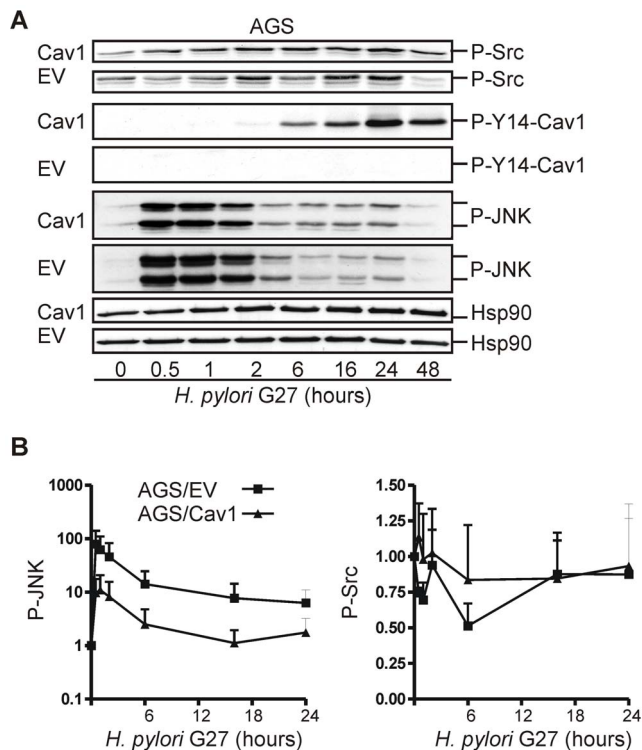 A
AGS
Cav1 P-Src
EV P-Src
Cav1 P-Y14-Cav1
EV P-Y14-Cav1
Cav1 P-JNK
EV P-JNK
Cav1 Hsp90
EV Hsp90
0 0.5 1 2 6 16 24 48
H. pylori G27 (hours)
B
AGS/EV
AGS/Cav1
P-JNK
1000
100
10
1
0.1
6 12 18 24
H. pylori G27 (hours)
P-Src
1.50
1.25
1.00
0.75
0.50
0.25
0.00
6 12 18 24
H. pylori G27 (hours)